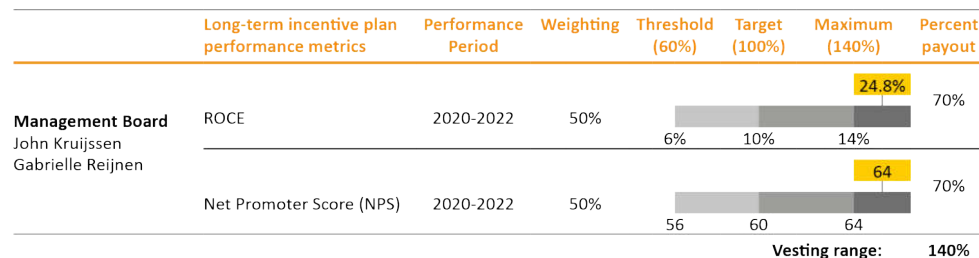 Long-term incentive plan performance metrics Performance Period Weighting Threshold (60%) Target (100%) Maximum (140%) Percent payout
24.8%
Management Board
John Kruijssen
Gabrielle Reijnen
ROCE 2020-2022 50% 70%
6% 10% 14%
64
Net Promoter Score (NPS) 2020-2022 50% 70%
56 60 64
Vesting range: 140%